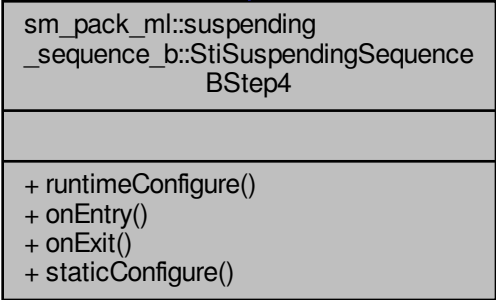 sm_pack_ml::suspending
_sequence_b::StiSuspendingSequence
BStep4
+ runtimeConfigure()
+ onEntry()
+ onExit()
+ staticConfigure()